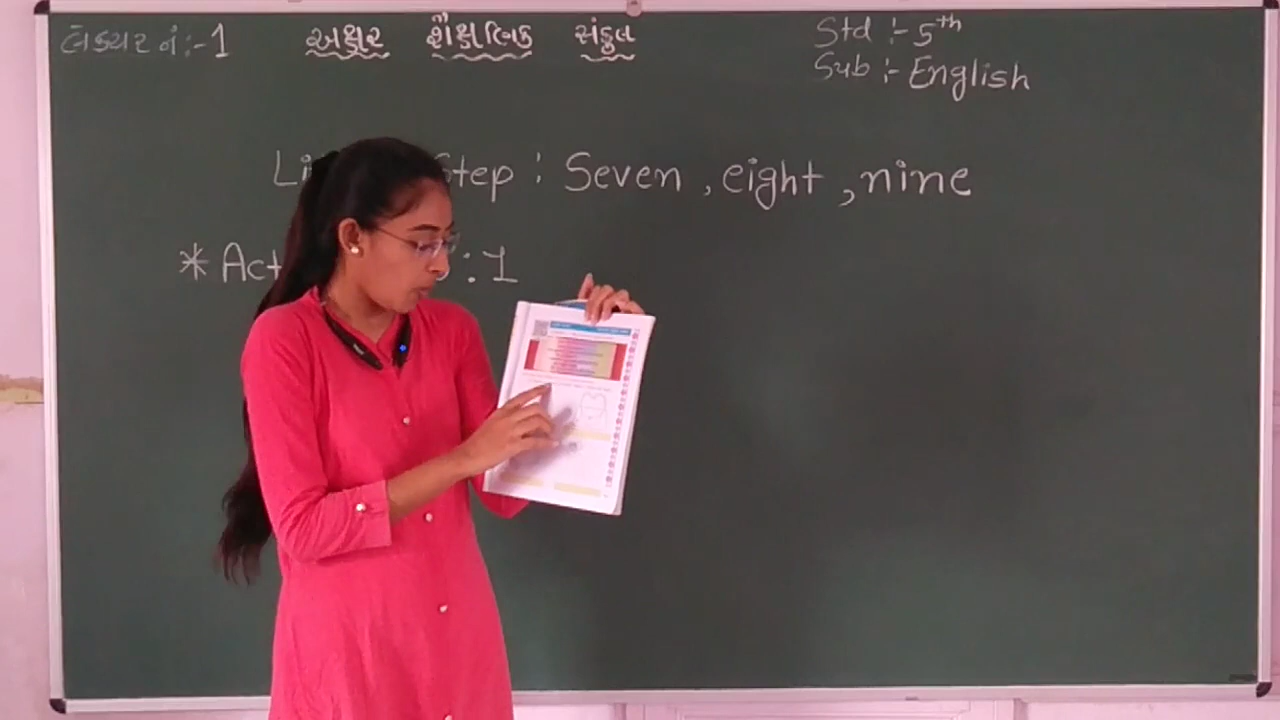 લેક્ચર નં:-1
અક્ષર શૈક્ષણિક સંકુલ
Std :- 5th
Sub :- English
Step : Seven , eight , nine
* Act : 1